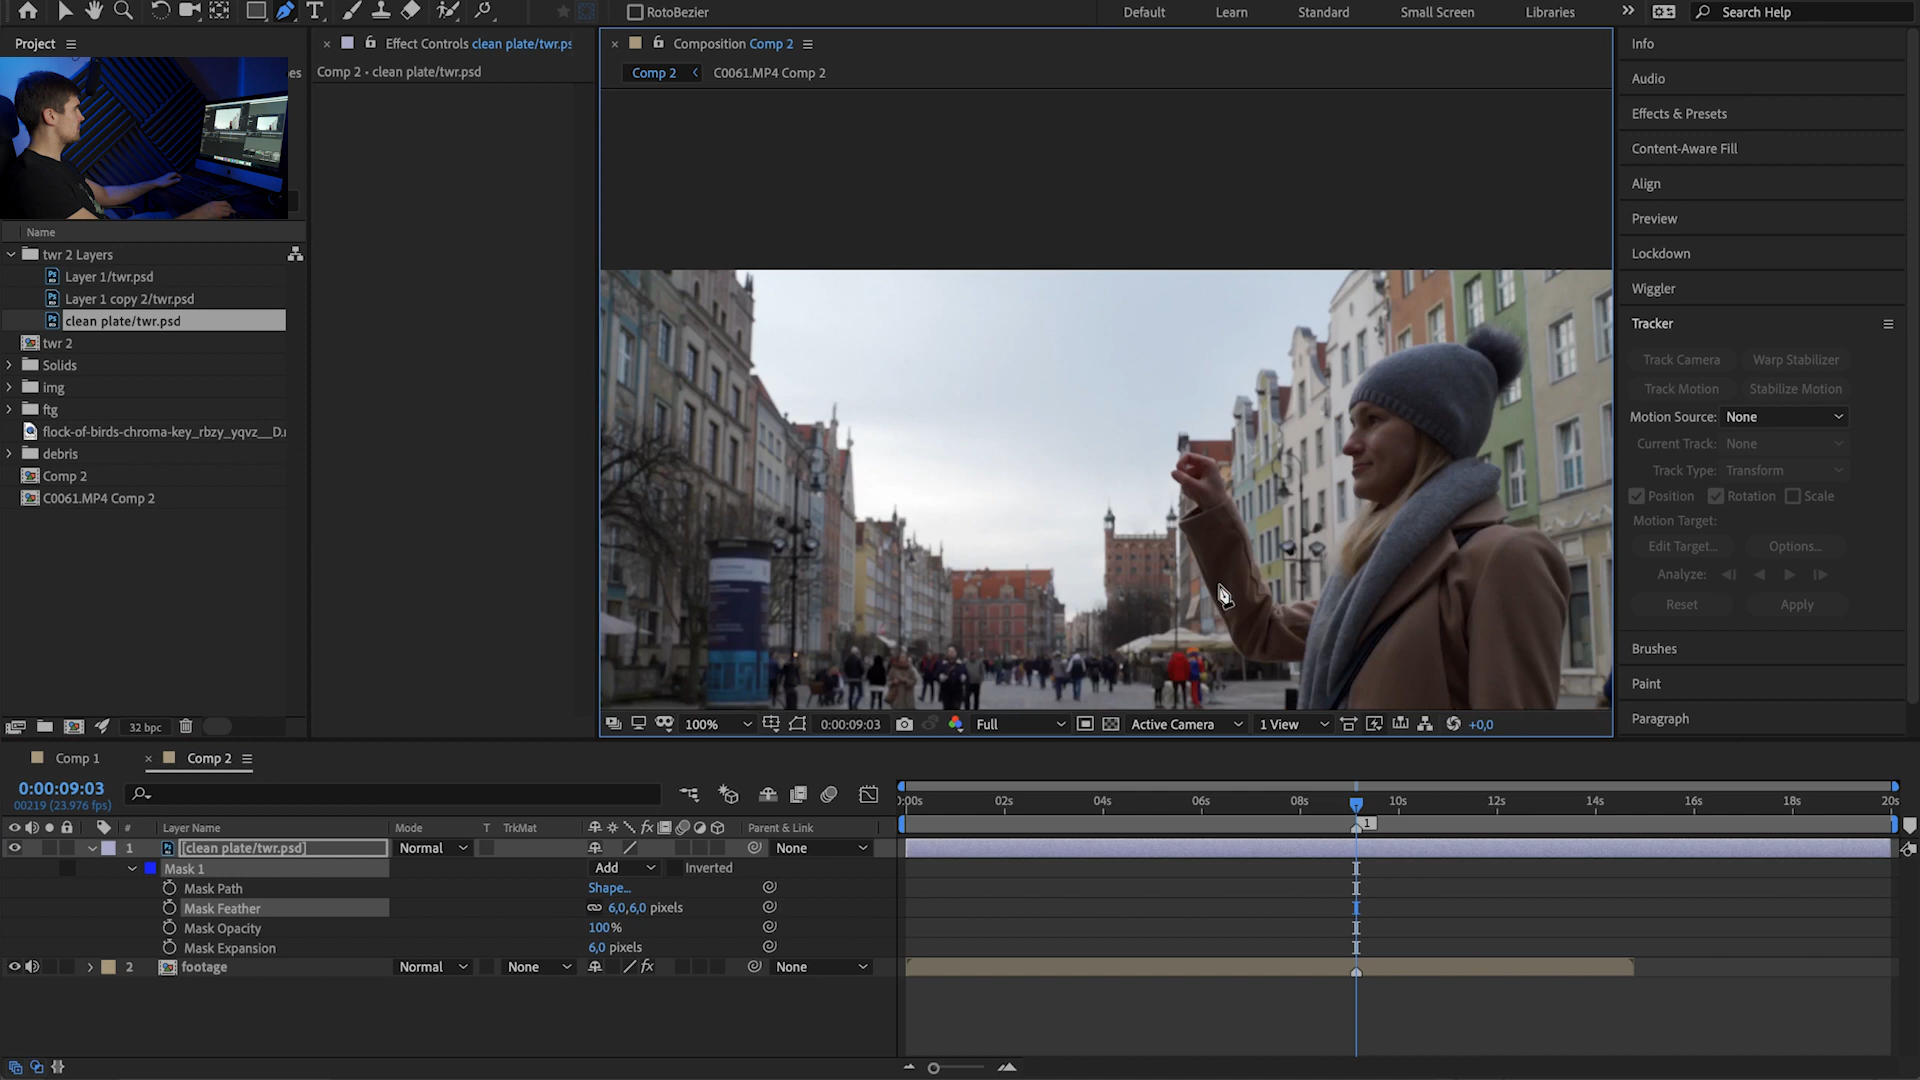 RotoBezier
Default
Learn
Standard
Small Screen
Libraries
Search Help
Project
Effect Controls clean plate/twr.ps
Composition Comp 2
Info
es
Comp 2 • clean plate/twr.psd
Comp 2
C0061.MP4 Comp 2
Audio
Effects & Presets
Content-Aware Fill
Align
Preview
Lockdown
Wiggler
Tracker
Track Camera
Warp Stabilizer
Track Motion
Stabilize Motion
Motion Source:
None
Current Track:
None
Track Type:
Transform
Position
Rotation
Scale
Motion Target:
Edit Target...
Options...
Analyze:
Reset
Apply
Brushes
Paint
Paragraph
Name
twr 2 Layers
Layer 1/twr.psd
Layer 1 copy 2/twr.psd
clean plate/twr.psd
twr 2
Solids
img
ftg
flock-of-birds-chroma-key_rbzy_yqvz__D.r
debris
Comp 2
C0061.MP4 Comp 2
32 bpc
100%
0:00:09:03
Full
Active Camera
1 View
+0,0
Comp 1
Comp 2
0:00:09:03
00219 (23.976 fps)
):00s
02s
04s
06s
08s
10s
12s
14s
16s
18s
20s
#
Layer Name
Mode
T
TrkMat
fx
Parent & Link
1
1
[clean plate/twr.psd]
Normal
None
Mask 1
Add
Inverted
Mask Path
Shape...
Mask Feather
6,0,6,0 pixels
Mask Opacity
100%
Mask Expansion
6,0 pixels
2
footage
Normal
None
fx
None